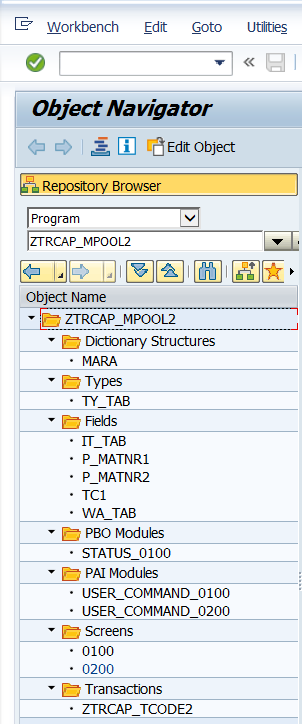 Workbench Edit Goto Utilities
Object Navigator
Edit Object
Repository Browser
Program
ZTRCAP_MPOOL2
Object Name
ZTRCAP_MPOOL2
Dictionary Structures
MARA
Types
TY_TAB
Fields
IT_TAB
P_MATNR1
P_MATNR2
TC1
WA_TAB
PBO Modules
STATUS_0100
PAI Modules
USER_COMMAND_0100
USER_COMMAND_0200
Screens
0100
0200
Transactions
ZTRCAP_TCODE2